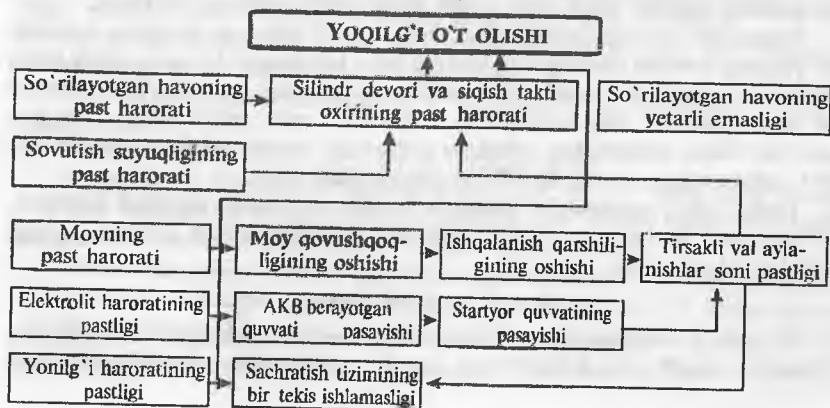 YOQILG`I O'T OLISHI
So`rilayotgan havoning
past harorati
Silindr devori va siqish takti
oxirining past harorati
So`rilayotgan havoning
yetarli emasligi
Sovutish suyuqligining
past harorati
Moyning
past harorati
Moy qovushqoq-
ligining oshishi
Ishqalanish qarshili-
gining oshishi
Tirsakli val ayla-
nishlar soni pastligi
Elektrolit haroratining
pastligi
AKB berayotgan
quvvati pasayishi
Startyor quvvatining
pasayishi
Yonilg`i haroratining
pastligi
Sachratish tizimining
bir tekis ishlamasligi